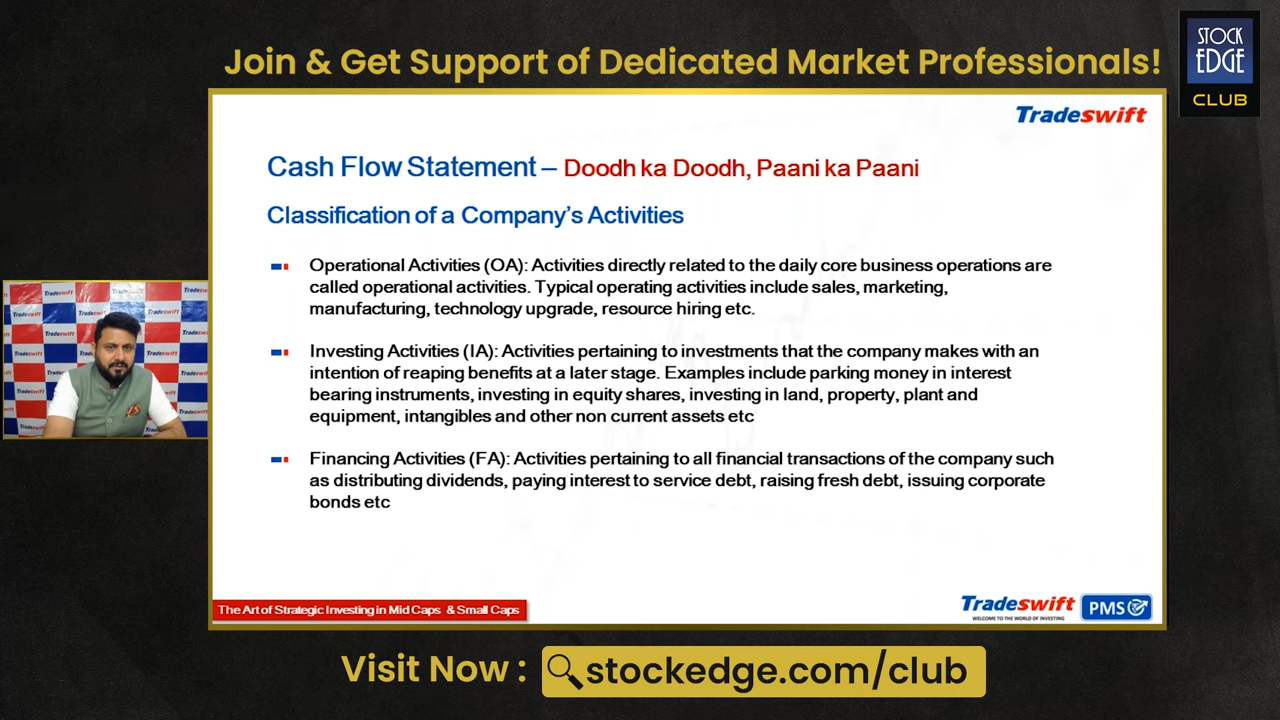 Join & Get Support of Dedicated Market Professionals!
STOCK
EDGE
CLUB
Tradeswift
Cash Flow Statement – Doodh ka Doodh, Paani ka Paani
Classification of a Company's Activities
Operational Activities (OA): Activities directly related to the daily core business operations are
called operational activities. Typical operating activities include sales, marketing,
manufacturing, technology upgrade, resource hiring etc.
Investing Activities (IA): Activities pertaining to investments that the company makes with an
intention of reaping benefits at a later stage. Examples include parking money in interest
bearing instruments, investing in equity shares, investing in land, property, plant and
equipment, intangibles and other non current assets etc
Financing Activities (FA): Activities pertaining to all financial transactions of the company such
as distributing dividends, paying interest to service debt, raising fresh debt, issuing corporate
bonds etc
The Art of Strategic Investing in Mid Caps & Small Caps
Tradeswift
WELCOME TO THE WORLD OF INVESTING
PMS
Visit Now : stockedge.com/club